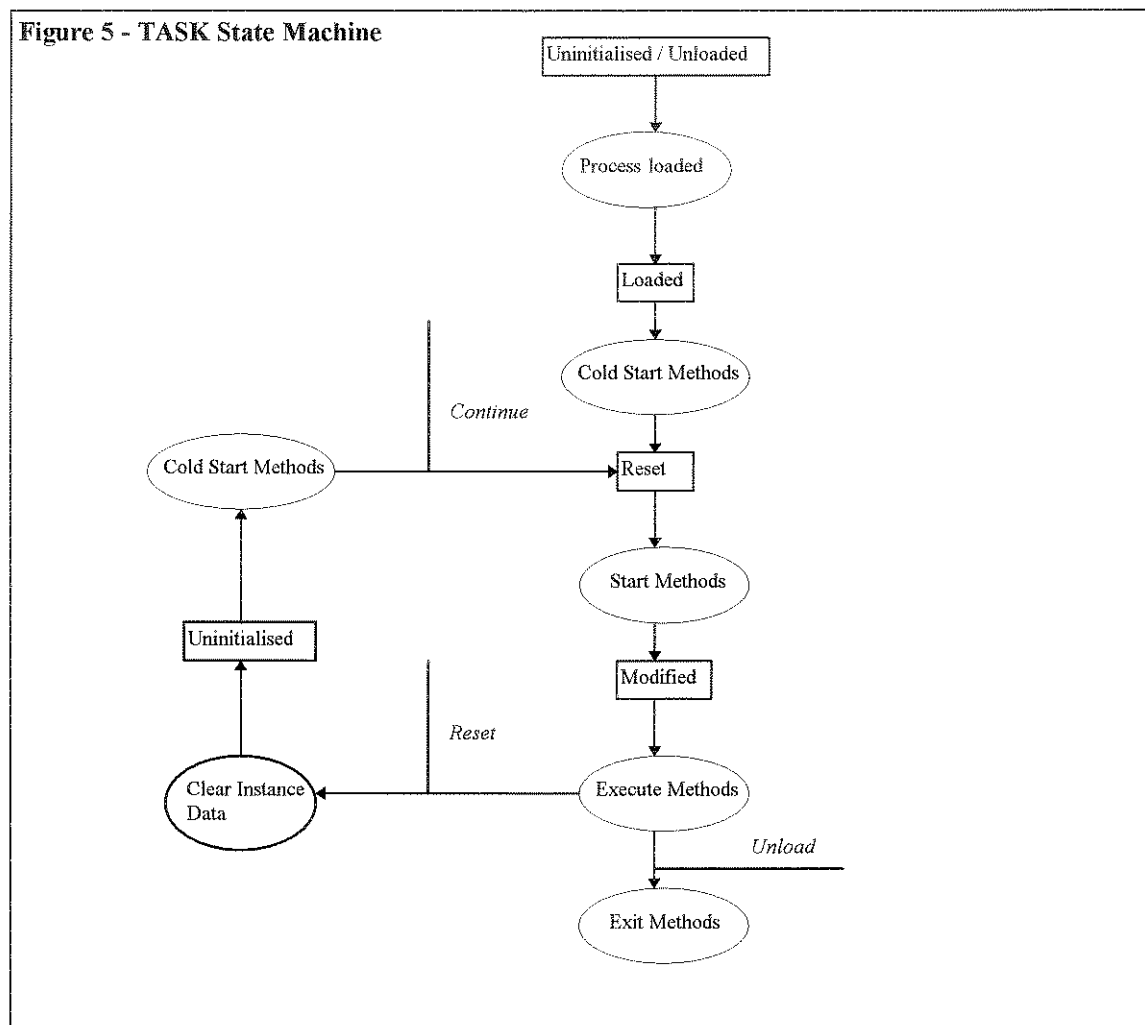 Figure 5 - TASK State Machine
Uninitialised / Unloaded
Process loaded
Loaded
Cold Start Methods
Continue
Cold Start Methods
Reset
Start Methods
Uninitialised
Modified
Reset
Clear Instance
Data
Execute Methods
Unload
Exit Methods